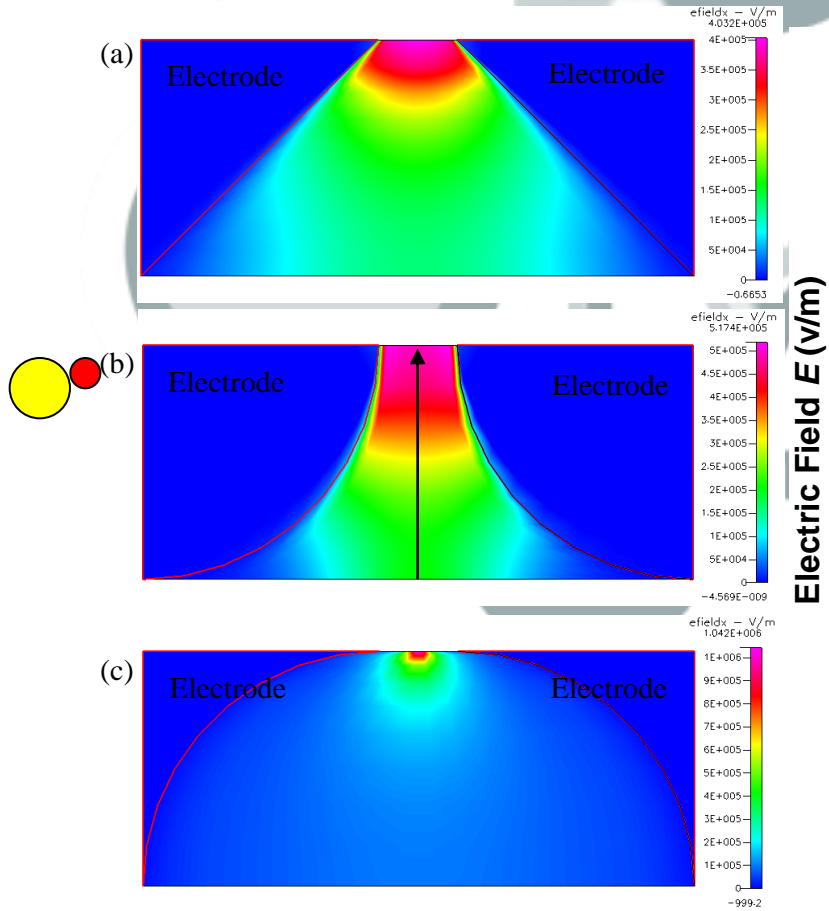 efieldx – V/m
4.032E+005
(a)
Electrode
Electrode
4E+005
3.5E+005
3E+005
2.5E+005
2E+005
1.5E+005
1E+005
5E+004
0
-0.6653
efieldx – V/m
5.174E+005
(b)
Electrode
Electrode
5E+005
4.5E+005
4E+005
3.5E+005
3E+005
2.5E+005
2E+005
1.5E+005
1E+005
5E+004
0
-4.569E-009
Electric Field E (v/m)
efieldx – V/m
1.042E+006
(c)
Electrode
Electrode
1E+006
9E+005
8E+005
7E+005
6E+005
5E+005
4E+005
3E+005
2E+005
1E+005
0
-999.2